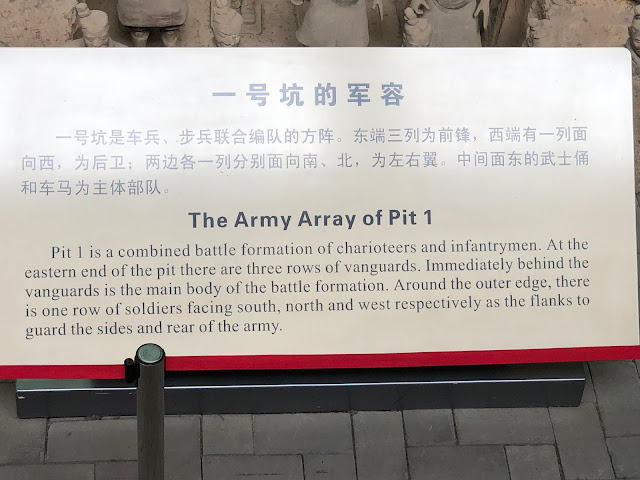 一号坑的军容
一号坑是车兵、步兵联合编队的方阵。东端三列为前锋，西端有一列面
向西，为后卫；两边各一列分别面向南、北，为左右翼。中间面东的武士俑
和车马为主体部队。
The Army Array of Pit 1
Pit 1 is a combined battle formation of charioteers and infantrymen. At the
eastern end of the pit there are three rows of vanguards. Immediately behind the
vanguards is the main body of the battle formation. Around the outer edge, there
is one row of soldiers facing south, north and west respectively as the flanks to
guard the sides and rear of the army.